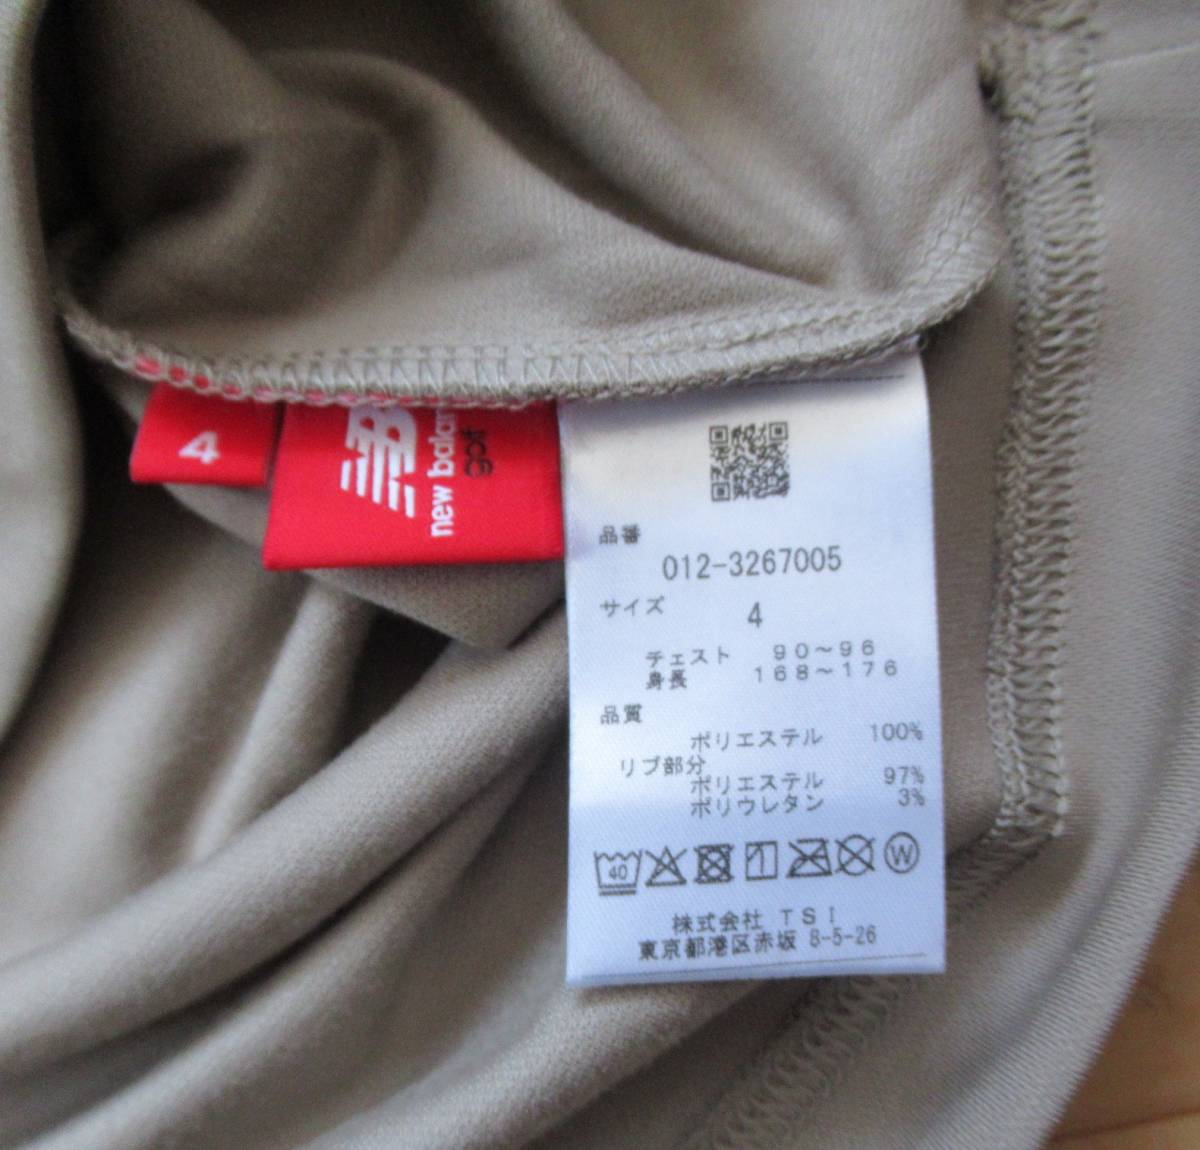 4
new balance
golf
品番
012-3267005
サイズ 4
チェスト 90～96
身長 168～176
品質
ポリエステル 100%
リブ部分
ポリエステル 97%
ポリウレタン 3%
40 W
株式会社 TSI
東京都港区赤坂 8-5-26